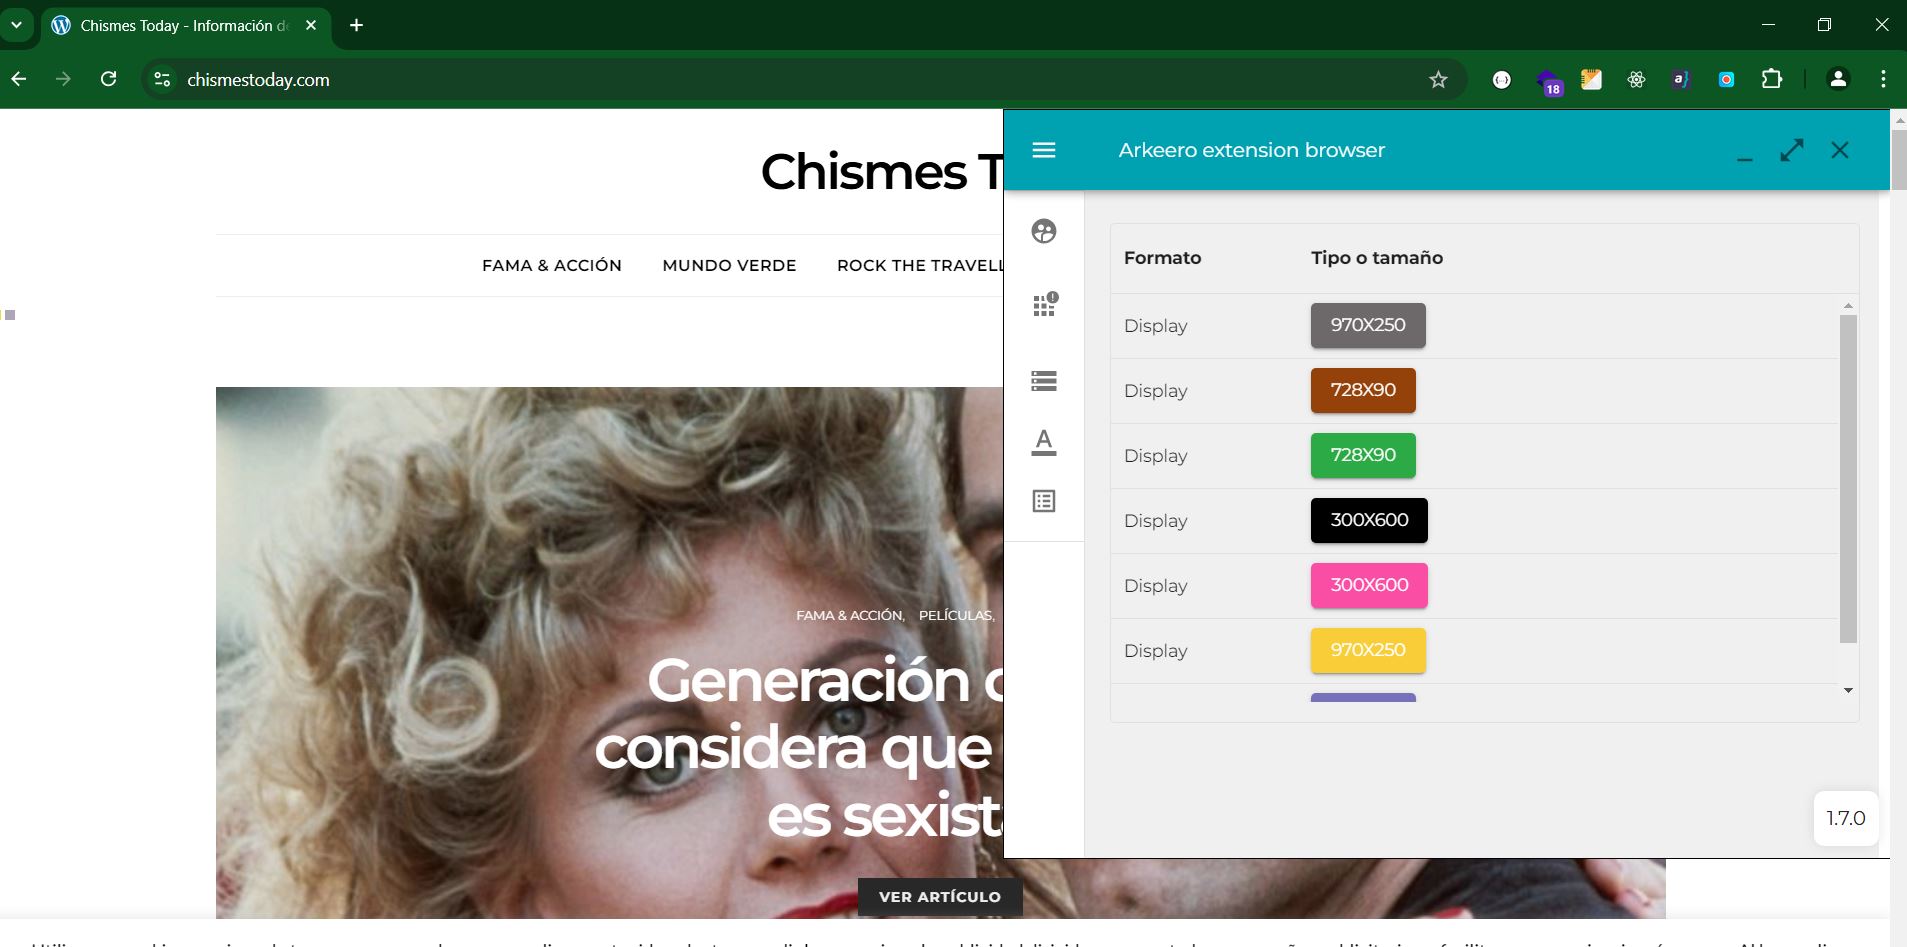 Chismes Today - Información de
chismestoday.com
18
a}
Chismes T
FAMA & ACCIÓN MUNDO VERDE ROCK THE TRAVELL
FAMA & ACCIÓN, PELÍCULAS,
Generación
considera que
es sexist
VER ARTÍCULO
Arkeero extension browser
Formato Tipo o tamaño
Display 970X250
Display 728X90
Display 728X90
Display 300X600
Display 300X600
Display 970X250
1.7.0